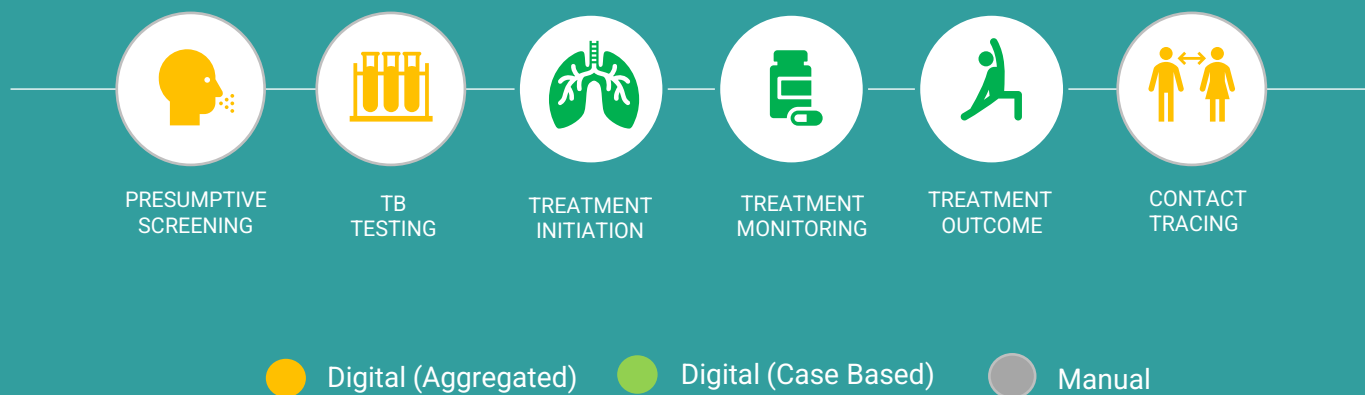 PRESUMPTIVE
SCREENING
TB
TESTING
TREATMENT
INITIATION
TREATMENT
MONITORING
TREATMENT
OUTCOME
CONTACT
TRACING
Digital (Aggregated)
Digital (Case Based)
Manual